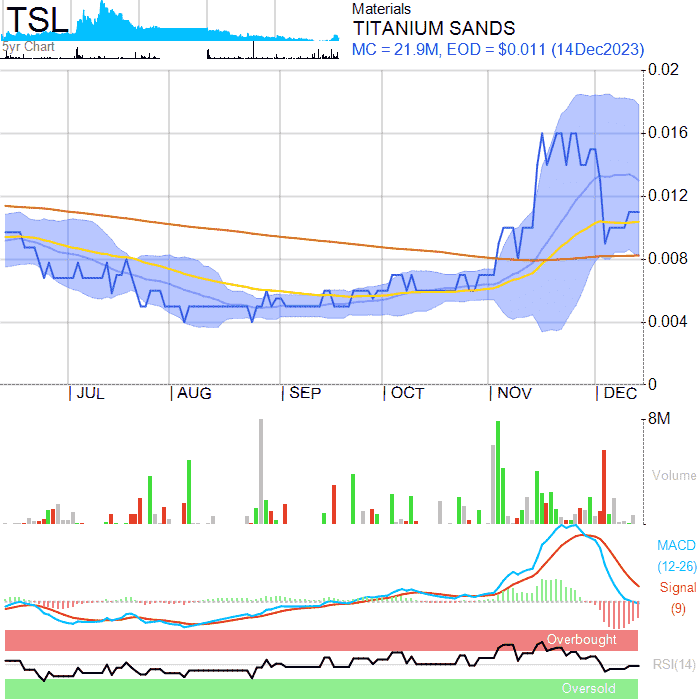 TSL
5yr Chart
Materials
TITANIUM SANDS
MC = 21.9M, EOD = $0.011 (14Dec2023)
0.02
0.016
0.012
0.008
0.004
0
JUL AUG SEP OCT NOV DEC
8M
Volume
MACD
(12-26)
Signal
(9)
Overbought
RSI(14)
Oversold